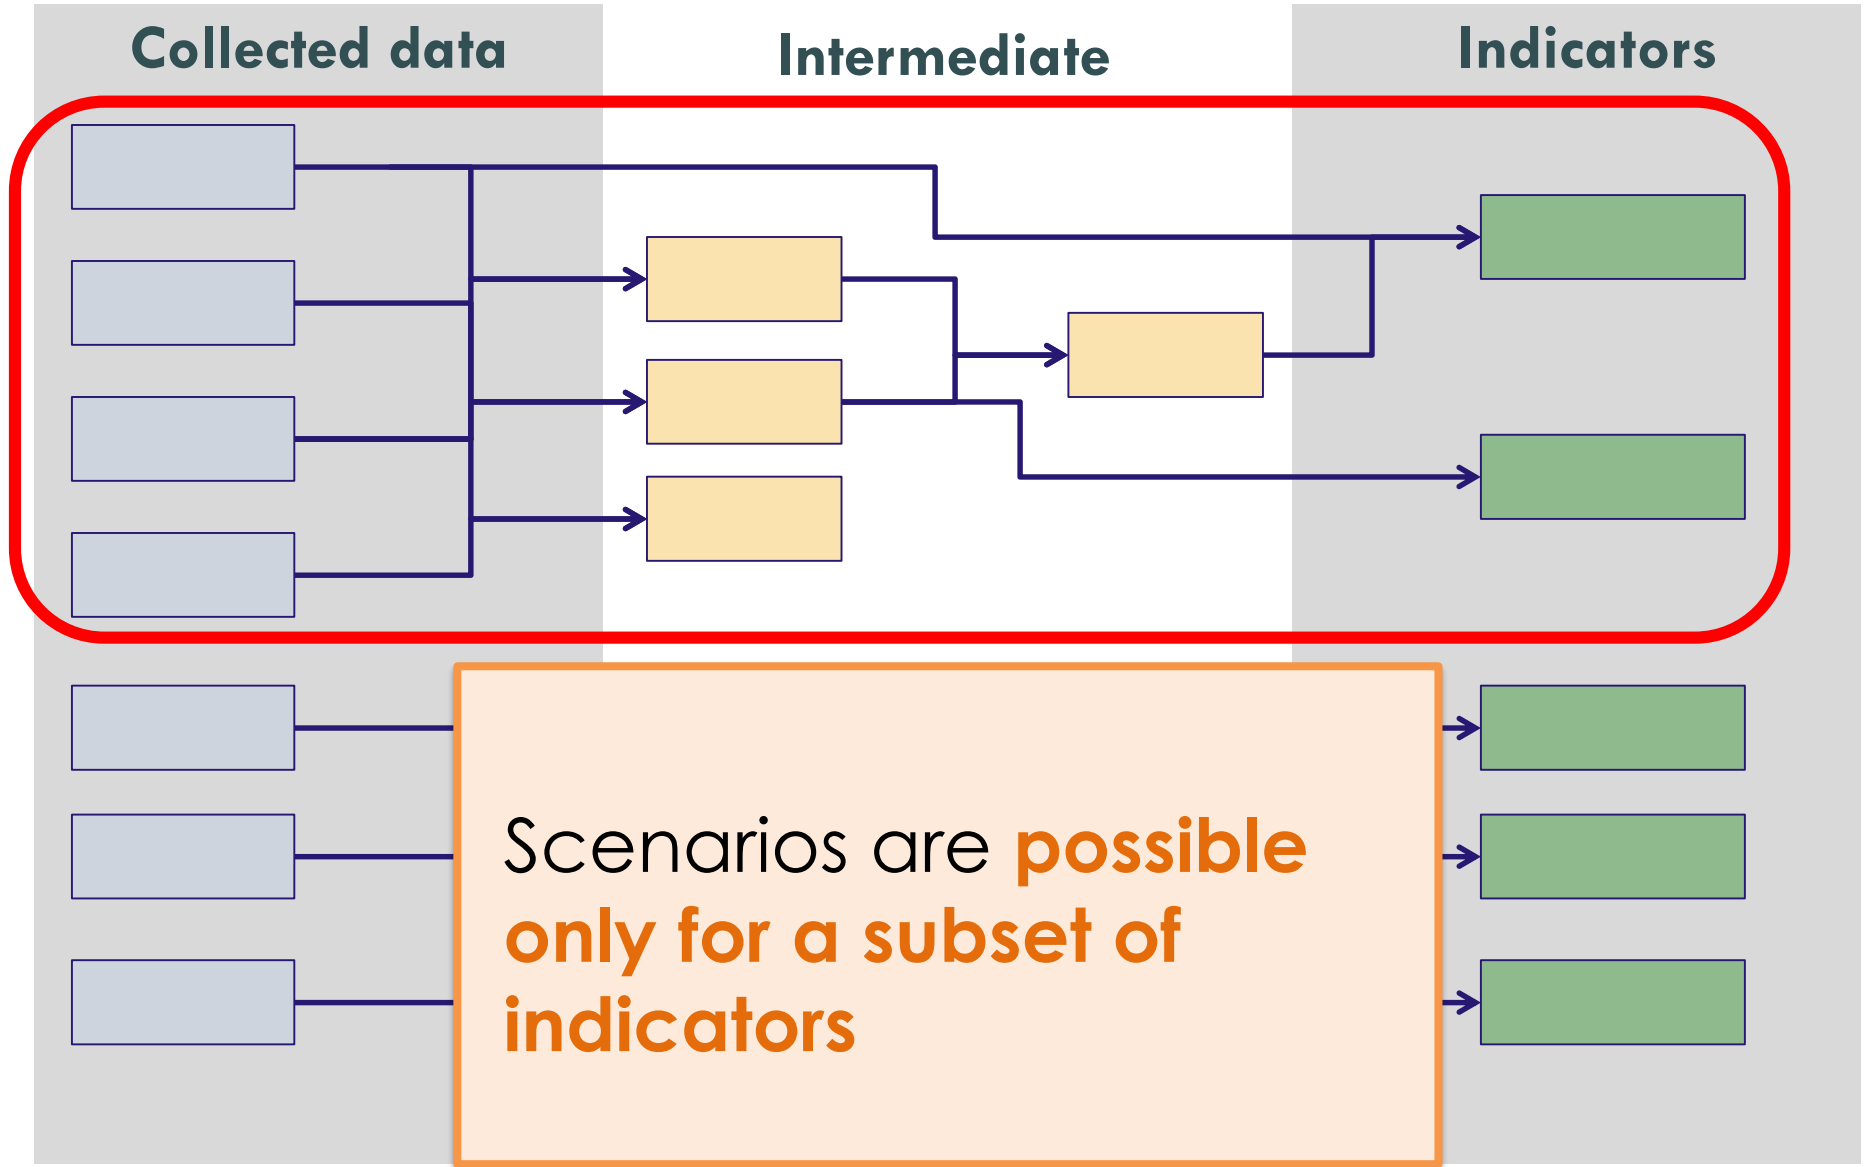 Collected data
Intermediate
Indicators
Scenarios are possible
only for a subset of
indicators